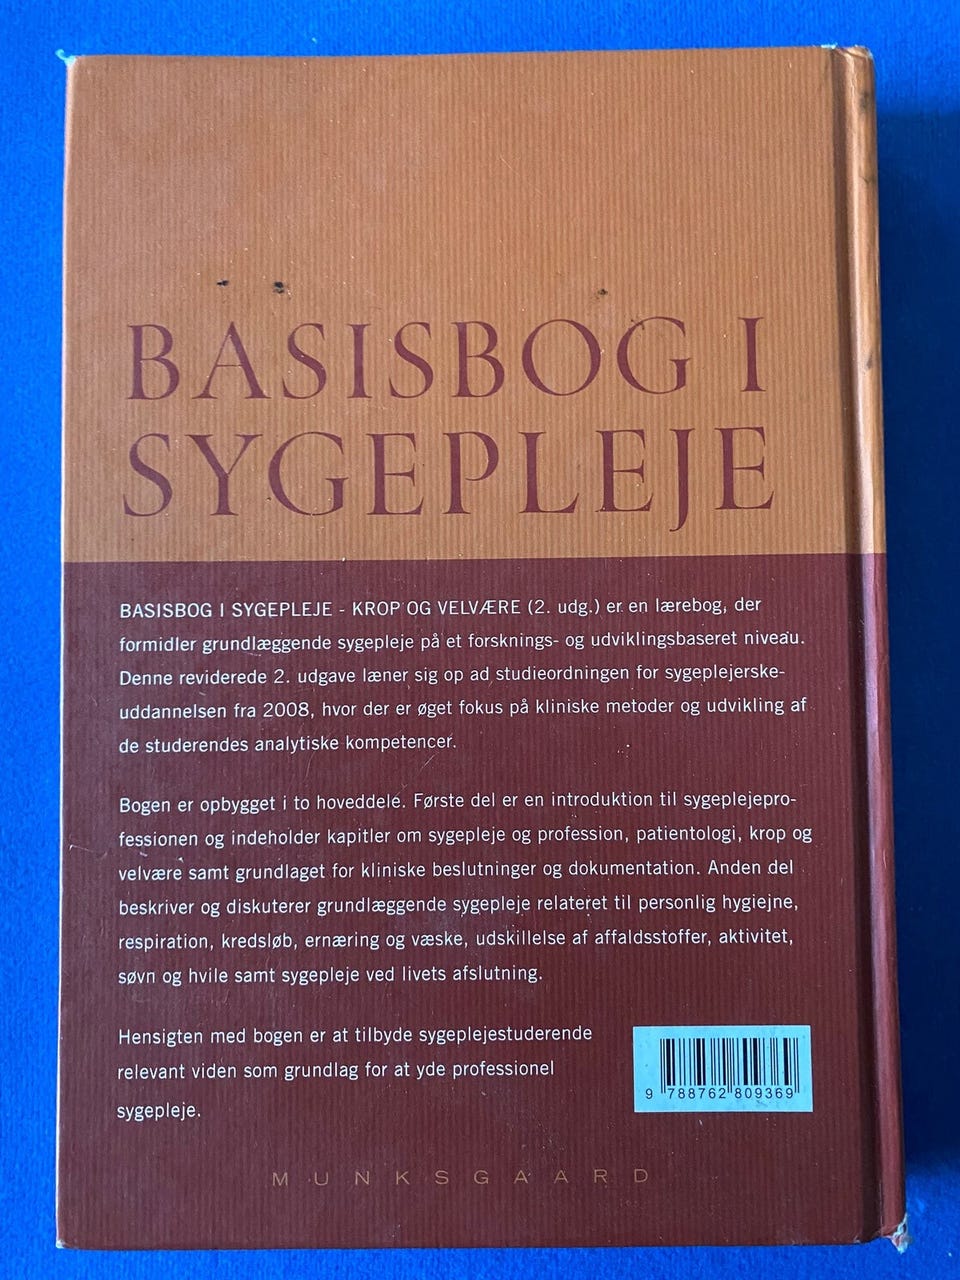 BASISBOG I
SYGEPLEJE
BASISBOG I SYGEPLEJE - KROP OG VELVÆRE (2. udg.) er en lærebog, der
formidler grundlæggende sygepleje på et forsknings- og udviklingsbaseret niveau.
Denne reviderede 2. udgave læner sig op ad studieordningen for sygeplejerske-
uddannelsen fra 2008, hvor der er øget fokus på kliniske metoder og udvikling af
de studerendes analytiske kompetencer.
Bogen er opbygget i to hoveddele. Første del er en introduktion til sygeplejepro-
fessionen og indeholder kapitler om sygepleje og profession, patientologi, krop og
velvære samt grundlaget for kliniske beslutninger og dokumentation. Anden del
beskriver og diskuterer grundlæggende sygepleje relateret til personlig hygiejne,
respiration, kredsløb, ernæring og væske, udskillelse af affaldsstoffer, aktivitet,
søvn og hvile samt sygepleje ved livets afslutning.
Hensigten med bogen er at tilbyde sygeplejestuderende
relevant viden som grundlag for at yde professionel
sygepleje.
9 788762 809369
MUNKSGAARD